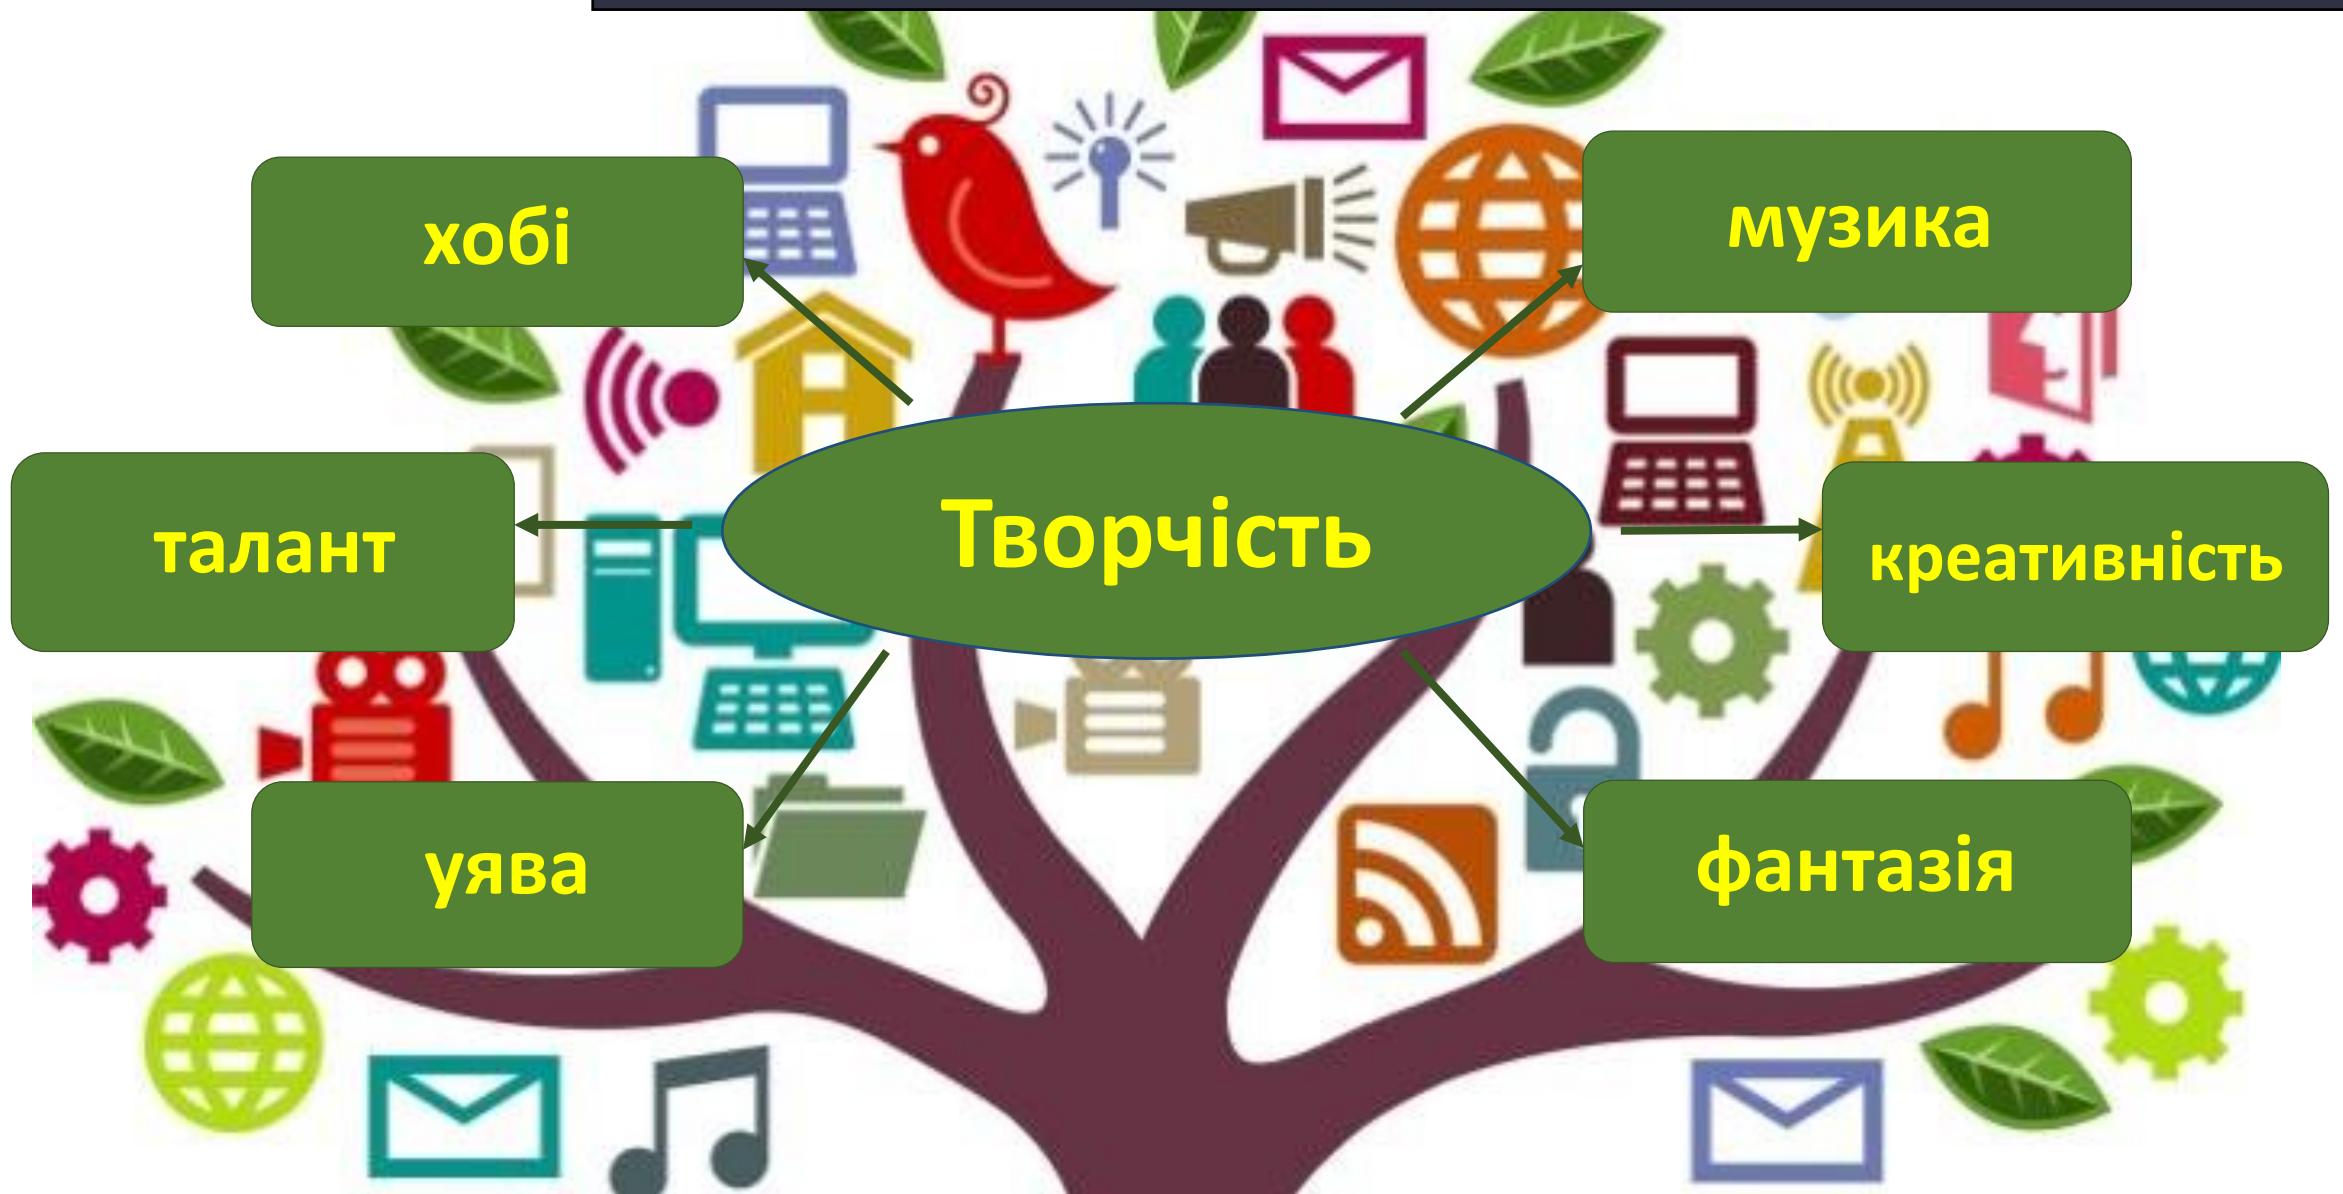 хобі
музика
Творчість
талант
креативність
уява
фантазія